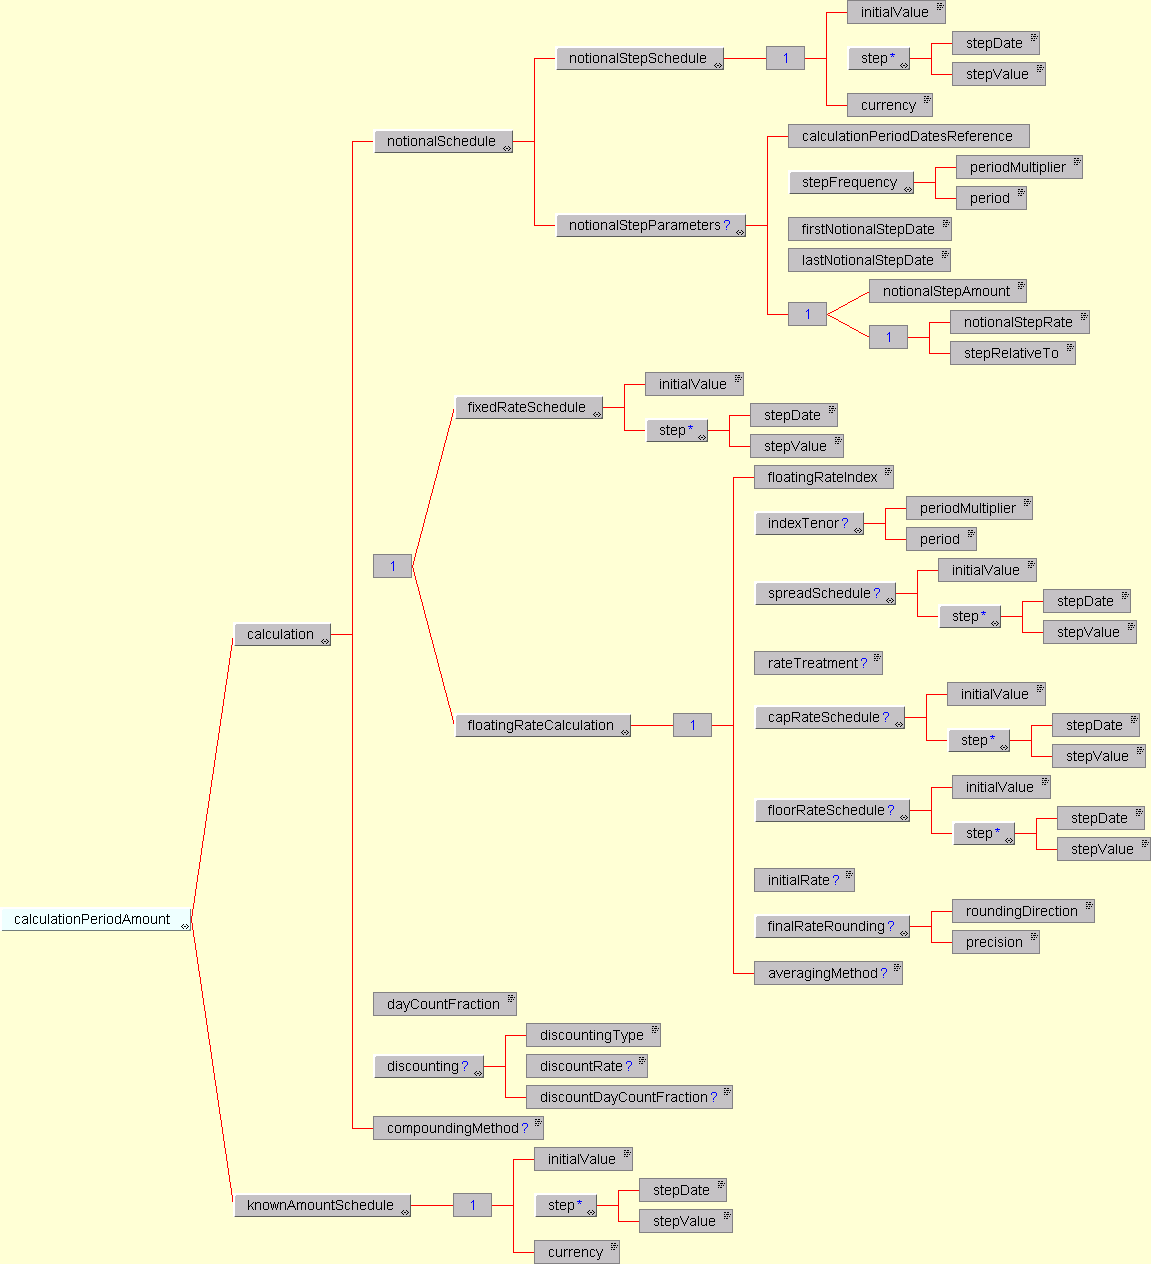 initialValue
stepDate
notionalStepSchedule
1
step*
stepValue
currency
calculationPeriodDatesReference
notionalSchedule
periodMultiplier
stepFrequency
period
notionalStepParameters?
firstNotionalStepDate
lastNotionalStepDate
notionalStepAmount
1
notionalStepRate
1
stepRelativeTo
initialValue
fixedRateSchedule
stepDate
step*
stepValue
floatingRateIndex
periodMultiplier
indexTenor?
period
1
initialValue
spreadSchedule?
stepDate
step*
stepValue
calculation
rateTreatment?
initialValue
capRateSchedule?
floatingRateCalculation
1
stepDate
step*
stepValue
initialValue
floorRateSchedule?
stepDate
step*
stepValue
initialRate?
roundingDirection
calculationPeriodAmount
finalRateRounding?
precision
averagingMethod?
dayCountFraction
discountingType
discounting?
discountRate?
discountDayCountFraction?
compoundingMethod?
initialValue
stepDate
knownAmountSchedule
1
step*
stepValue
currency